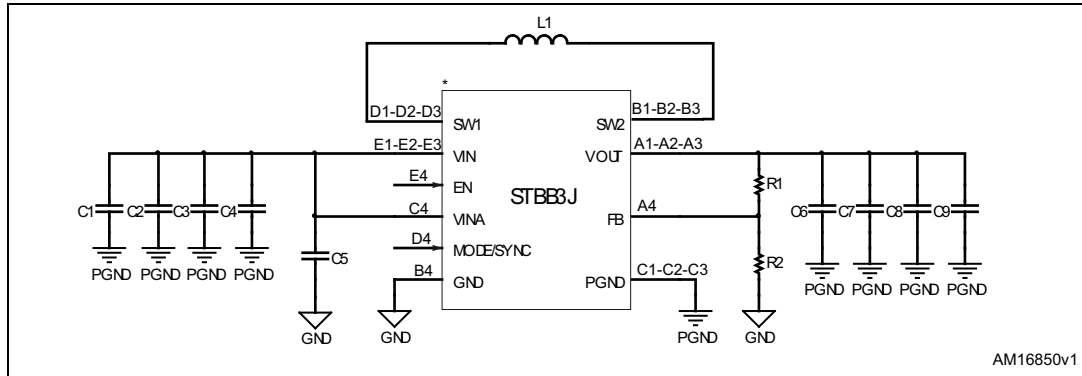 L1
*
D1-D2-D3
B1-B2-B3
SW1
SW2
E1-E2-E3
A1-A2-A3
VIN
VOUT
E4
EN
STBB3J
R1
C1
C2
C3
C4
C4
A4
C6
C7
C8
C9
VINA
FB
D4
C5
MODE/SYNC
R2
PGND
PGND
PGND
PGND
B4
C1-C2-C3
GND
PGND
PGND
PGND
PGND
PGND
GND
GND
PGND
GND
AM16850v1